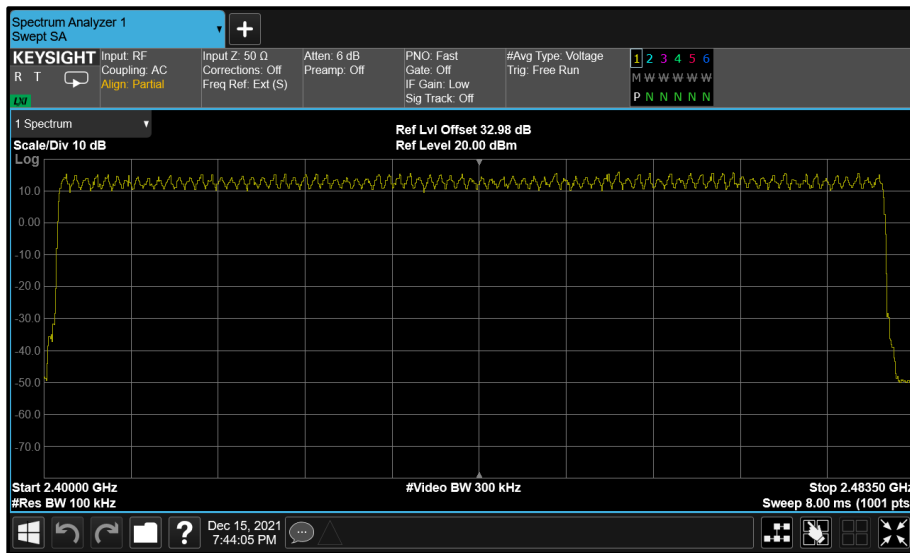 Spectrum Analyzer 1
Swept SA
KEYSIGHT
R T
LXI
Input: RF
Coupling: AC
Align: Partial
Input Z: 50 Ω
Corrections: Off
Freq Ref: Ext (S)
Atten: 6 dB
Preamp: Off
PNO: Fast
Gate: Off
IF Gain: Low
Sig Track: Off
#Avg Type: Voltage
Trig: Free Run
1 2 3 4 5 6
M W W W W W
P N N N N N
1 Spectrum
Scale/Div 10 dB
Ref Lvl Offset 32.98 dB
Ref Level 20.00 dBm
Log
10.0
0.00
-10.0
-20.0
-30.0
-40.0
-50.0
-60.0
-70.0
Start 2.40000 GHz
#Res BW 100 kHz
#Video BW 300 kHz
Stop 2.48350 GHz
Sweep 8.00 ms (1001 pts
?
Dec 15, 2021
7:44:05 PM